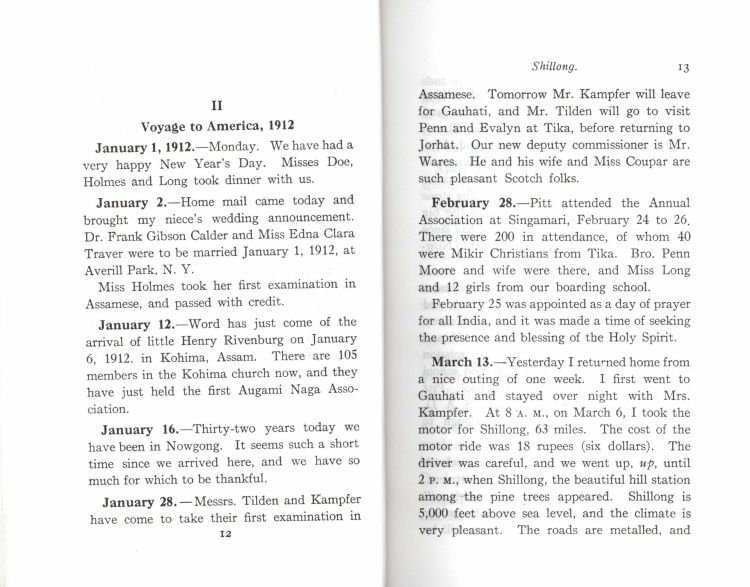 II
Voyage to America, 1912
January 1, 1912.—Monday. We have had a
very happy New Year's Day. Misses Doe,
Holmes and Long took dinner with us.
January 2.—Home mail came today and
brought my niece's wedding announcement.
Dr. Frank Gibson Calder and Miss Edna Clara
Traver were to be married January 1, 1912, at
Averill Park, N. Y.
Miss Holmes took her first examination in
Assamese, and passed with credit.
January 12.—Word has just come of the
arrival of little Henry Rivenburg on January
6, 1912. in Kohima, Assam. There are 105
members in the Kohima church now, and they
have just held the first Augami Naga Asso-
ciation.
January 16.—Thirty-two years today we
have been in Nowgong. It seems such a short
time since we arrived here, and we have so
much for which to be thankful.
January 28.—Messrs. Tilden and Kampfer
have come to take their first examination in
12
Shillong. 13
Assamese. Tomorrow Mr. Kampfer will leave
for Gauhati, and Mr. Tilden will go to visit
Penn and Evalyn at Tika, before returning to
Jorhat. Our new deputy commissioner is Mr.
Wares. He and his wife and Miss Coupar are
such pleasant Scotch folks.
February 28.—Pitt attended the Annual
Association at Singamari, February 24 to 26.
There were 200 in attendance, of whom 40
were Mikir Christians from Tika. Bro. Penn
Moore and wife were there, and Miss Long
and 12 girls from our boarding school.
February 25 was appointed as a day of prayer
for all India, and it was made a time of seeking
the presence and blessing of the Holy Spirit.
March 13.—Yesterday I returned home from
a nice outing of one week. I first went to
Gauhati and stayed over night with Mrs.
Kampfer. At 8 A. M., on March 6, I took the
motor for Shillong, 63 miles. The cost of the
motor ride was 18 rupees (six dollars). The
driver was careful, and we went up, up, until
2 P. M., when Shillong, the beautiful hill station
among the pine trees appeared. Shillong is
5,000 feet above sea level, and the climate is
very pleasant. The roads are metalled, and